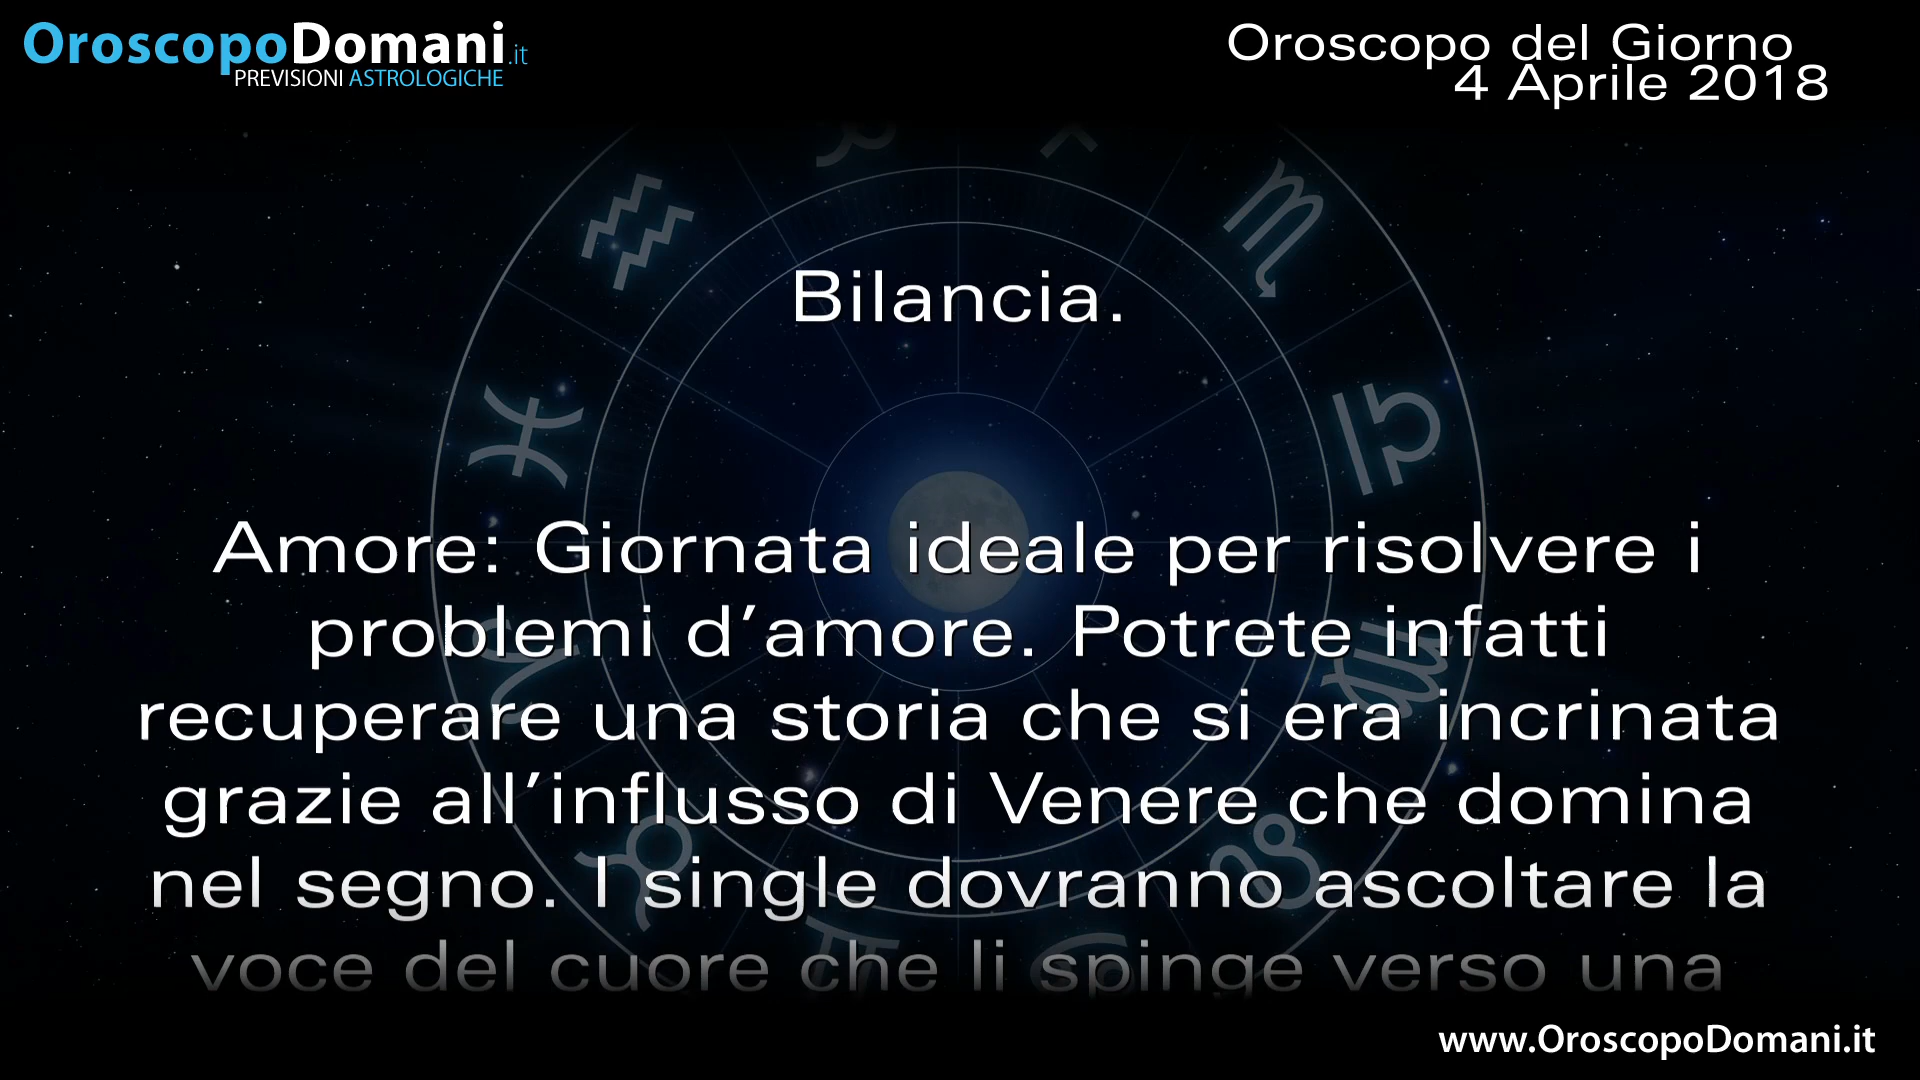 OroscopoDomani.it
PREVISIONI ASTROLOGICHE
Oroscopo del Giorno
4 Aprile 2018
Bilancia.
Amore: Giornata ideale per risolvere i
problemi d’amore. Potrete infatti
recuperare una storia che si era incrinata
grazie all’influsso di Venere che domina
nel segno. I single dovranno ascoltare la
voce del cuore che li spinge verso una
www.OroscopoDomani.it